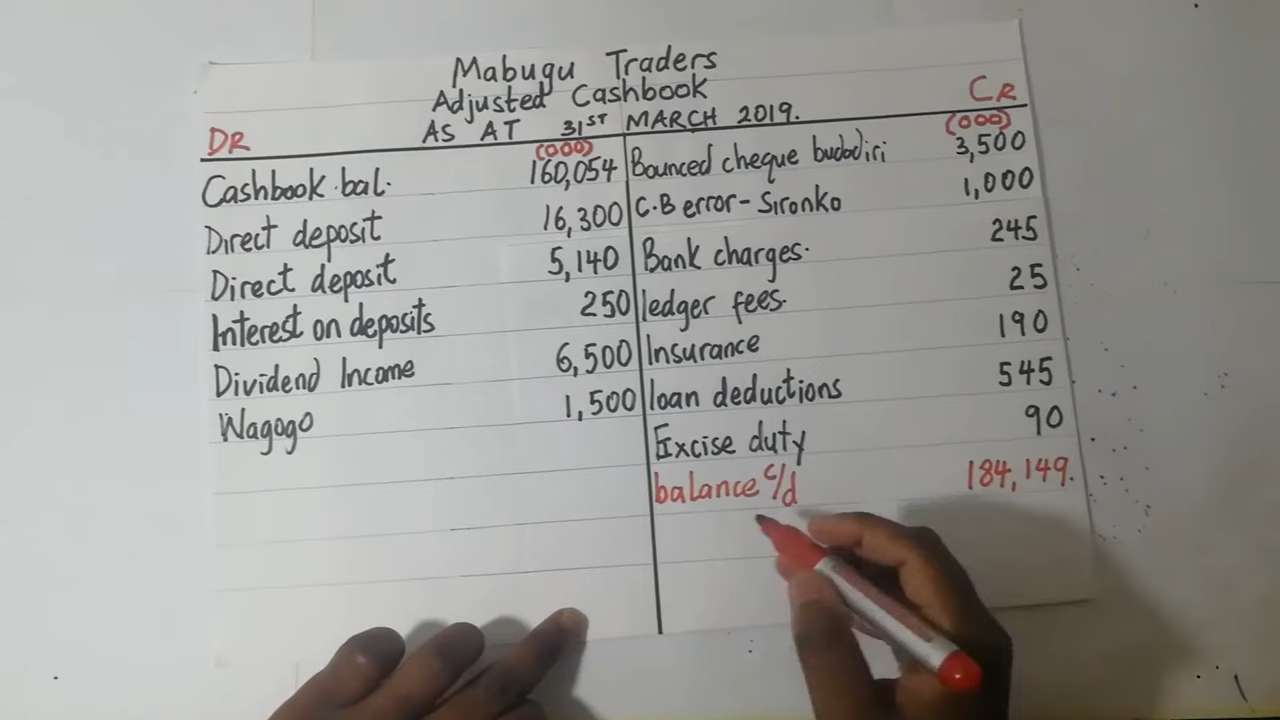 Mabugu Traders
Adjusted Cashbook
AS AT 31ST MARCH 2019.
DR
CR
(000)
(000)
Cashbook bal. 160,054
Direct deposit 16,300
Direct deposit 5,140
Interest on deposits 250
Dividend Income 6,500
Wagogo 1,500
Bounced cheque budadiri 3,500
C.B error - Sironko 1,000
Bank charges. 245
ledger fees. 25
Insurance 190
loan deductions 545
Excise duty 90
balance c/d 184,149.